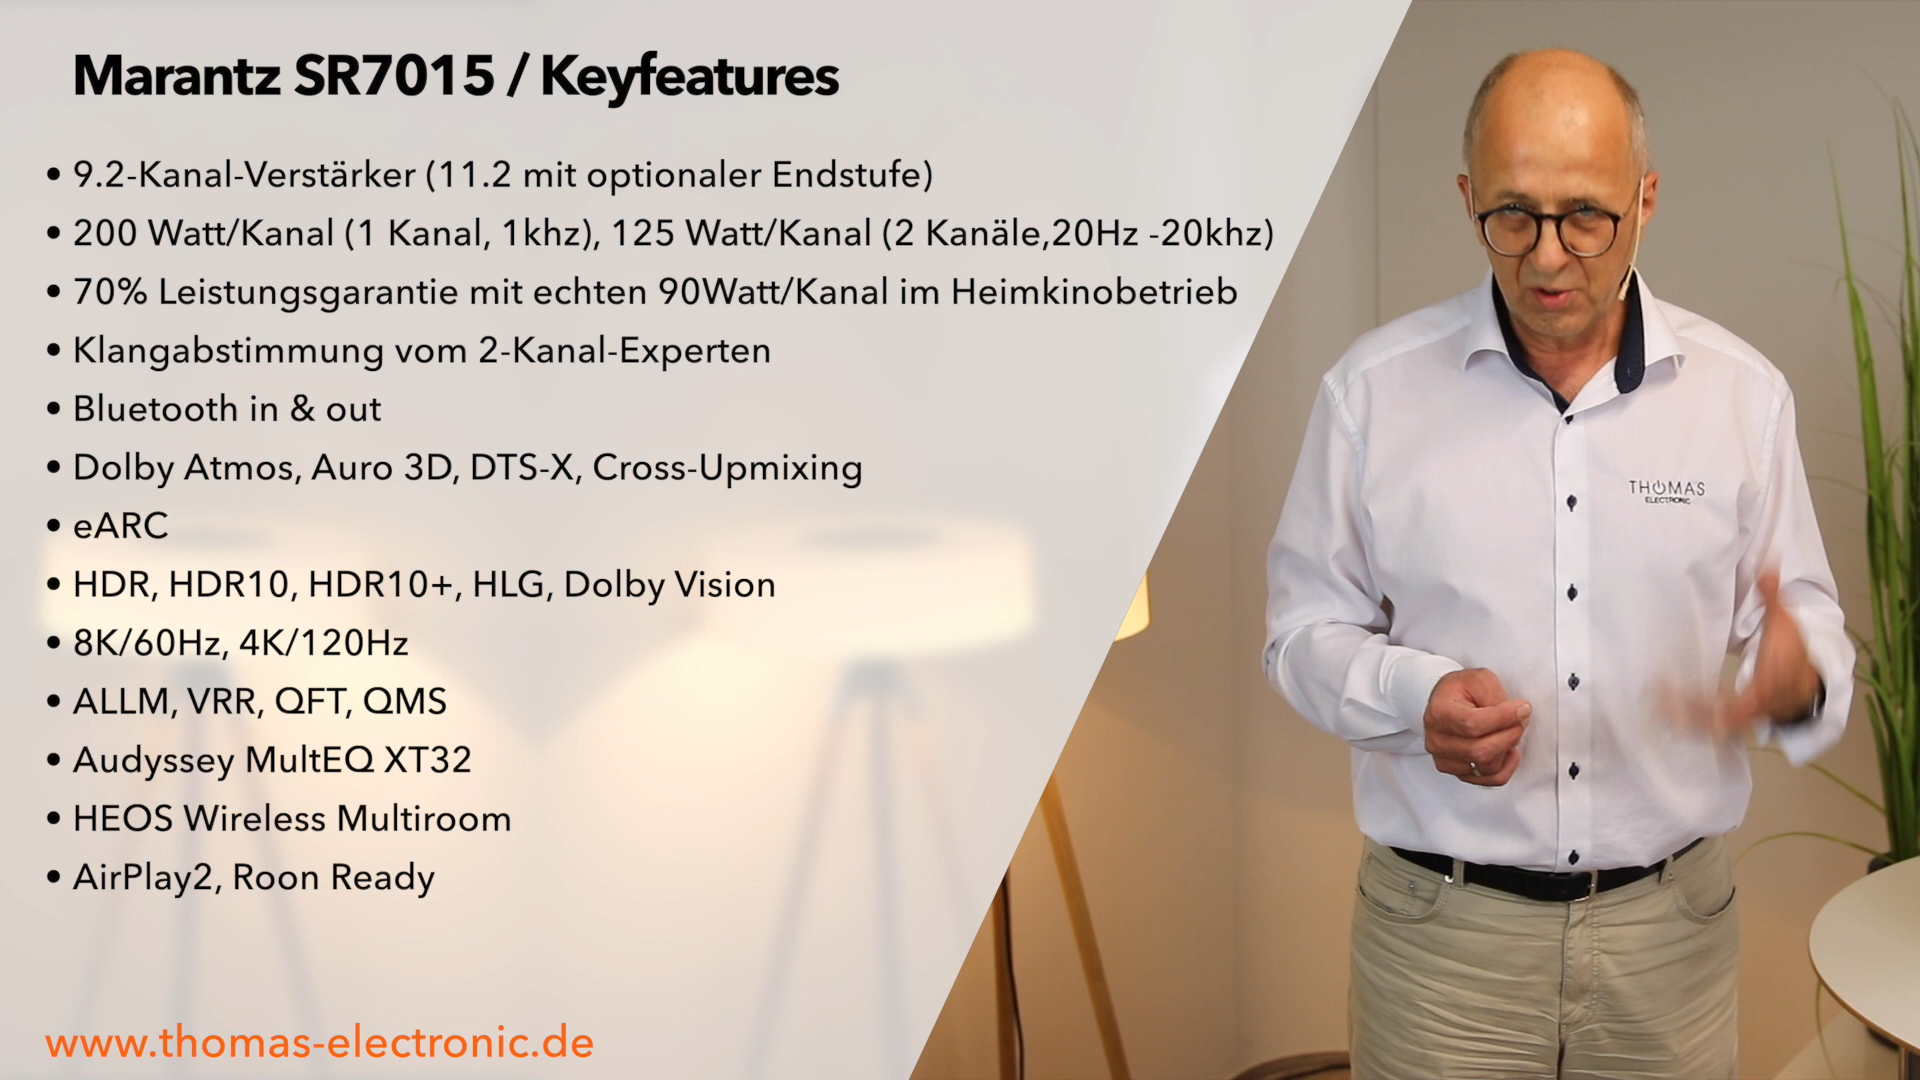 Marantz SR7015 / Keyfeatures
• 9.2-Kanal-Verstärker (11.2 mit optionaler Endstufe)
• 200 Watt/Kanal (1 Kanal, 1khz), 125 Watt/Kanal (2 Kanäle,20Hz -20khz)
• 70% Leistungsgarantie mit echten 90Watt/Kanal im Heimkinobetrieb
• Klangabstimmung vom 2-Kanal-Experten
• Bluetooth in & out
• Dolby Atmos, Auro 3D, DTS-X, Cross-Upmixing
• eARC
• HDR, HDR10, HDR10+, HLG, Dolby Vision
• 8K/60Hz, 4K/120Hz
• ALLM, VRR, QFT, QMS
• Audyssey MultEQ XT32
• HEOS Wireless Multiroom
• AirPlay2, Roon Ready
www.thomas-electronic.de
THOMAS
ELECTRONIC